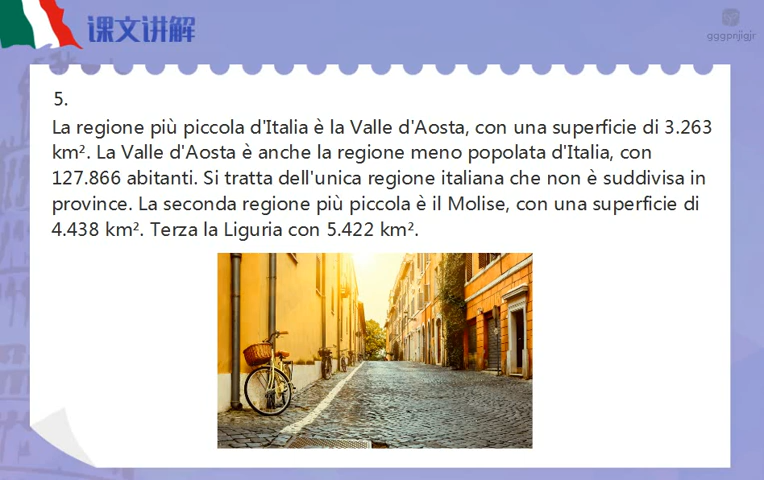 课文讲解
gggpnjigjr
5.
La regione più piccola d'Italia è la Valle d'Aosta, con una superficie di 3.263
km². La Valle d'Aosta è anche la regione meno popolata d'Italia, con
127.866 abitanti. Si tratta dell'unica regione italiana che non è suddivisa in
province. La seconda regione più piccola è il Molise, con una superficie di
4.438 km². Terza la Liguria con 5.422 km².